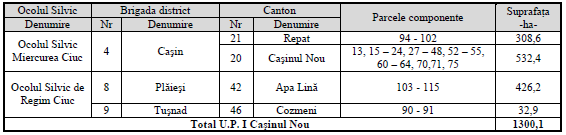 Ocolul Silvic Brigada district Canton Parcele componente Suprafața -ha-
Denumire Nr Denumire Nr Denumire
Ocolul Silvic Miercurea Ciuc 4 Cașin 21 Repat 94 - 102 308,6
20 Cașinul Nou 13, 15 – 24, 27 – 48, 52 – 55, 532,4
60 – 64, 70,71, 75
Ocolul Silvic de Regim Ciuc 8 Plăieși 42 Apa Lină 103 - 115 426,2
9 Tușnad 46 Cozmeni 90 - 91 32,9
Total U.P. I Cașinul Nou 1300,1